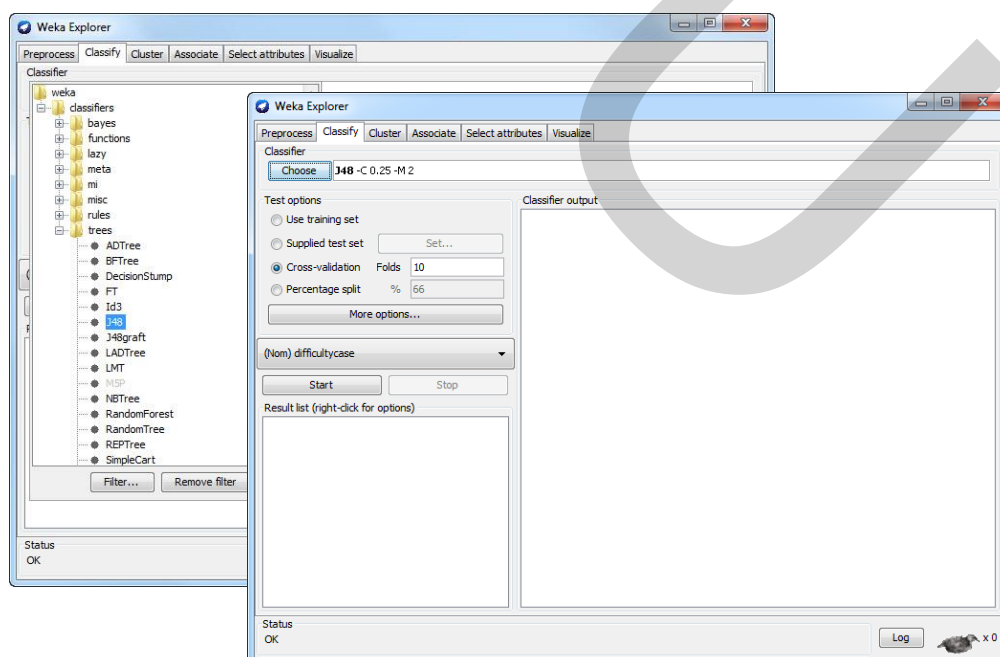 Weka Explorer
Preprocess Classify Cluster Associate Select attributes Visualize
Classifier
weka
classifiers
bayes
functions
lazy
meta
mi
misc
rules
trees
ADTree
BFTree
DecisionStump
FT
Id3
J48
J48graft
LADTree
LMT
M5P
NBTree
RandomForest
RandomTree
REPTree
SimpleCart
Filter... Remove filter
Status
OK
Weka Explorer
Preprocess Classify Cluster Associate Select attributes Visualize
Classifier
Choose J48 -C 0.25 -M 2
Test options
Use training set
Supplied test set Set...
Cross-validation Folds 10
Percentage split % 66
More options...
(Nom) difficultycase
Start Stop
Result list (right-click for options)
Classifier output
Status
OK
Log x 0